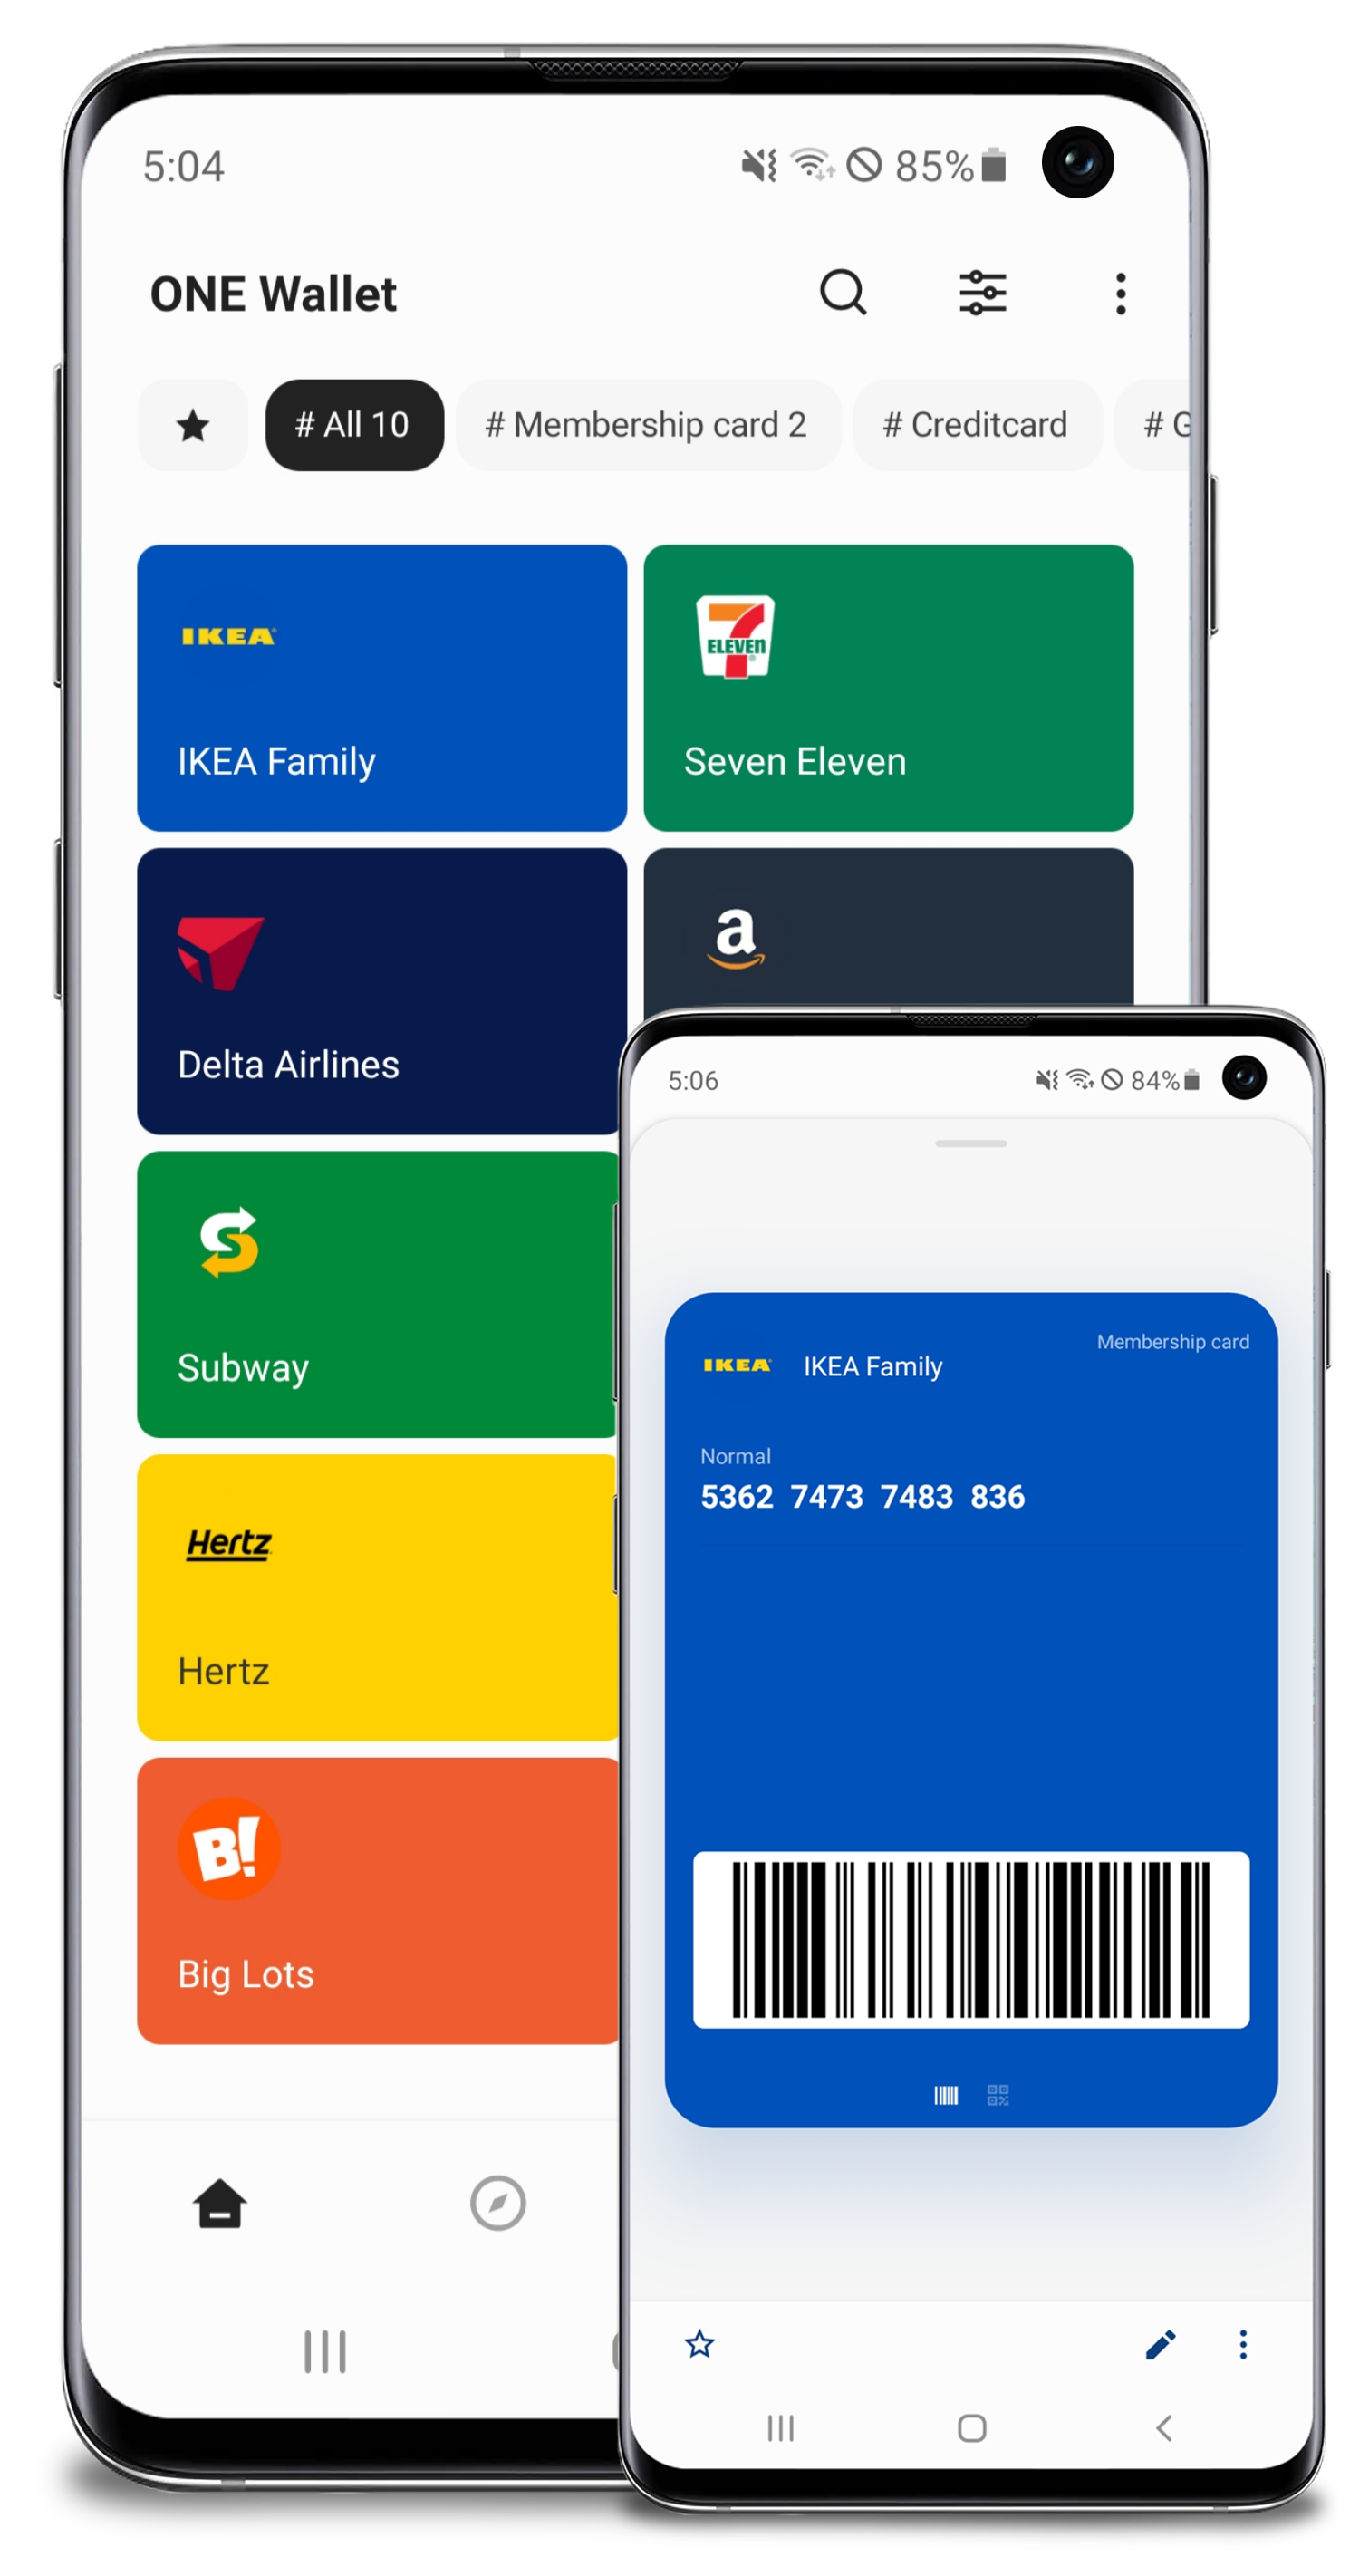 5:04
85%
ONE Wallet
# All 10
# Membership card 2
# Creditcard
# G
IKEA
IKEA Family
7 ELEVEn
Seven Eleven
Delta Airlines
a
S
Subway
Hertz
Hertz
B!
Big Lots
5:06
84%
Membership card
IKEA
IKEA Family
Normal
5362 7473 7483 836